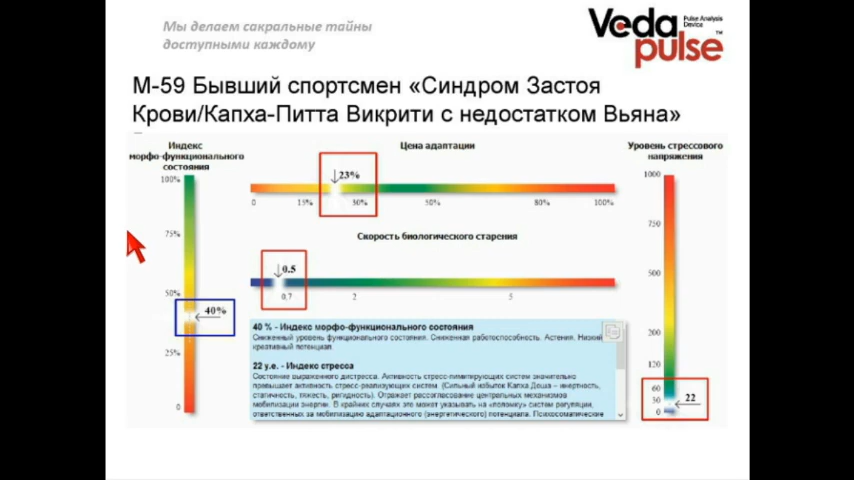 Мы делаем сакральные тайны
доступными каждому
Veda
pulse™
Pulse Analysis
Device
М-59 Бывший спортсмен «Синдром Застоя
Крови/Капха-Питта Викрити с недостатком Вьяна»
Индекс
морфо-функционального
состояния
100%
75%
50%
40%
25%
0
Цена адаптации
23%
0 15% 30% 50% 80% 100%
Скорость биологического старения
0.5
0,7 2 5
Уровень стрессового
напряжения
1000
750
500
200
120
60
30
0
22
40 % - Индекс морфо-функционального состояния
Сниженный уровень функционального состояния. Сниженная работоспособность. Астения. Низкий
креативный потенциал.
22 у.е. - Индекс стресса
Состояние выраженного дистресса. Активность стресс-лимитирующих систем значительно
превышает активность стресс-реализующих систем. (Сильный избыток Капха Доша – инертность,
статичность, тяжесть, ригидность). Отражает рассогласование центральных механизмов
мобилизации энергии. В крайних случаях это может указывать на «поломку» систем регуляции,
ответственных за мобилизацию адаптационного (энергетического) потенциала. Психосоматические